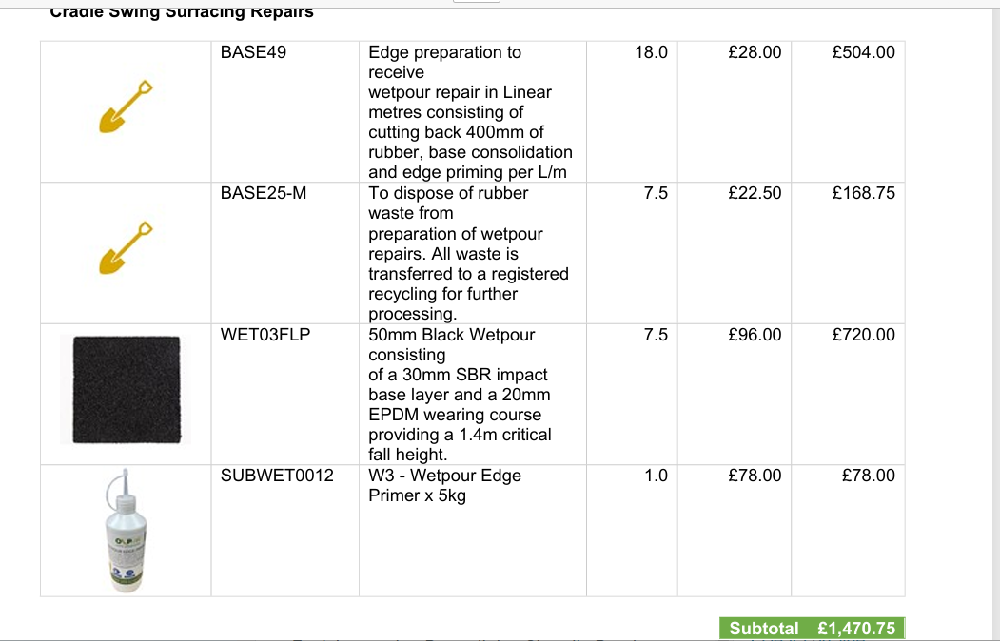 Cradle Swing Surfacing Repairs
BASE49
Edge preparation to
receive
wetpour repair in Linear
metres consisting of
cutting back 400mm of
rubber, base consolidation
and edge priming per L/m
18.0
£28.00
£504.00
BASE25-M
To dispose of rubber
waste from
preparation of wetpour
repairs. All waste is
transferred to a registered
recycling for further
processing.
7.5
£22.50
£168.75
WET03FLP
50mm Black Wetpour
consisting
of a 30mm SBR impact
base layer and a 20mm
EPDM wearing course
providing a 1.4m critical
fall height.
7.5
£96.00
£720.00
SUBWET0012
W3 - Wetpour Edge
Primer x 5kg
1.0
£78.00
£78.00
Subtotal £1,470.75